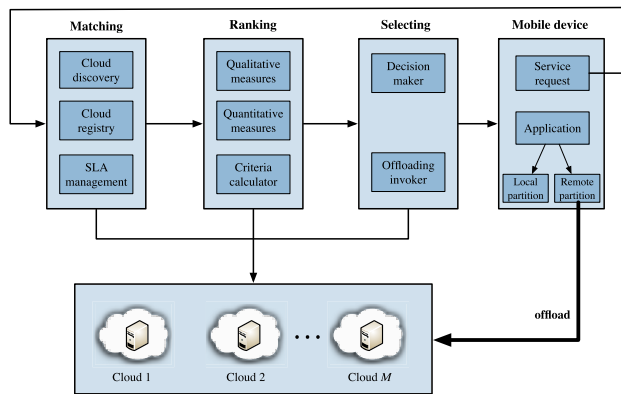 Matching
Ranking
Selecting
Mobile device
Cloud
discovery
Cloud
registry
SLA
management
Qualitative
measures
Quantitative
measures
Criteria
calculator
Decision
maker
Offloading
invoker
Service
request
Application
Local
partition
Remote
partition
offload
Cloud 1
Cloud 2
Cloud M